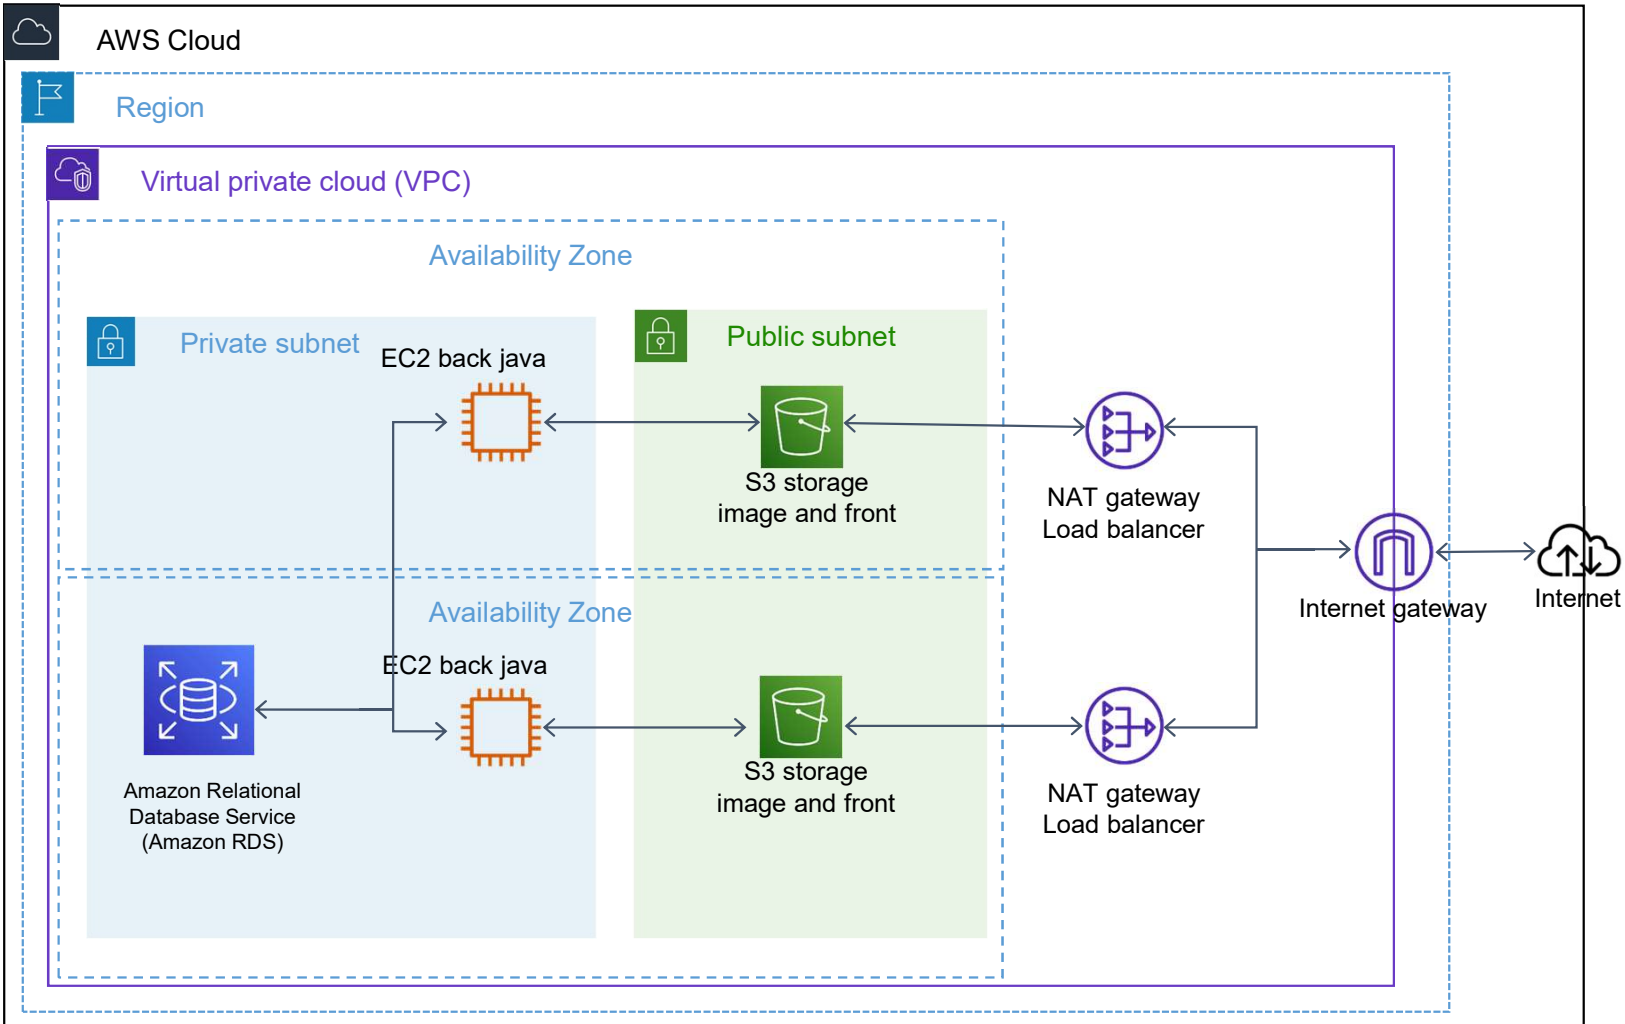 AWS Cloud
Region
Virtual private cloud (VPC)
Availability Zone
Private subnet
EC2 back java
Public subnet
S3 storage
image and front
NAT gateway
Load balancer
Internet gateway
Internet
Availability Zone
EC2 back java
S3 storage
image and front
NAT gateway
Load balancer
Amazon Relational
Database Service
(Amazon RDS)